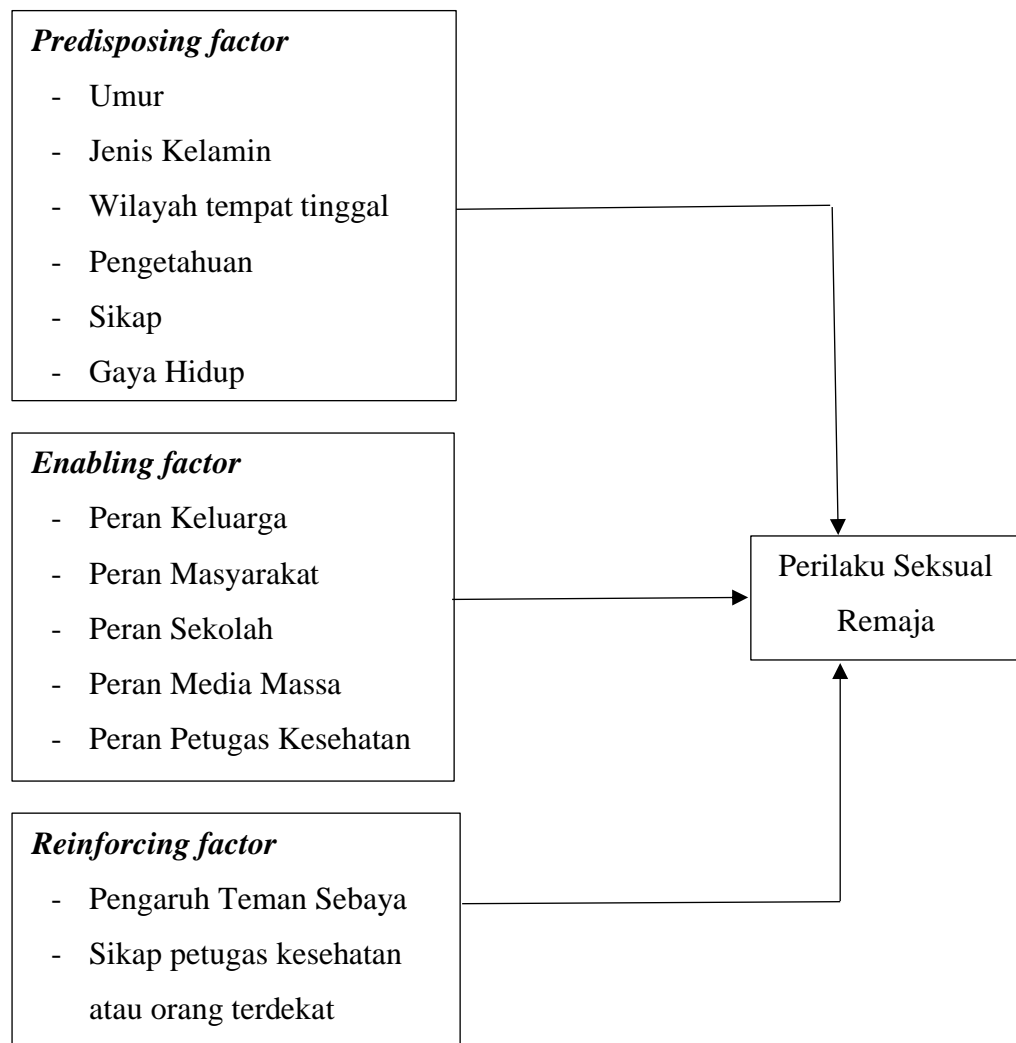 Predisposing factor
- Umur
- Jenis Kelamin
- Wilayah tempat tinggal
- Pengetahuan
- Sikap
- Gaya Hidup
Enabling factor
- Peran Keluarga
- Peran Masyarakat
- Peran Sekolah
- Peran Media Massa
- Peran Petugas Kesehatan
Perilaku Seksual
Remaja
Reinforcing factor
- Pengaruh Teman Sebaya
- Sikap petugas kesehatan
atau orang terdekat